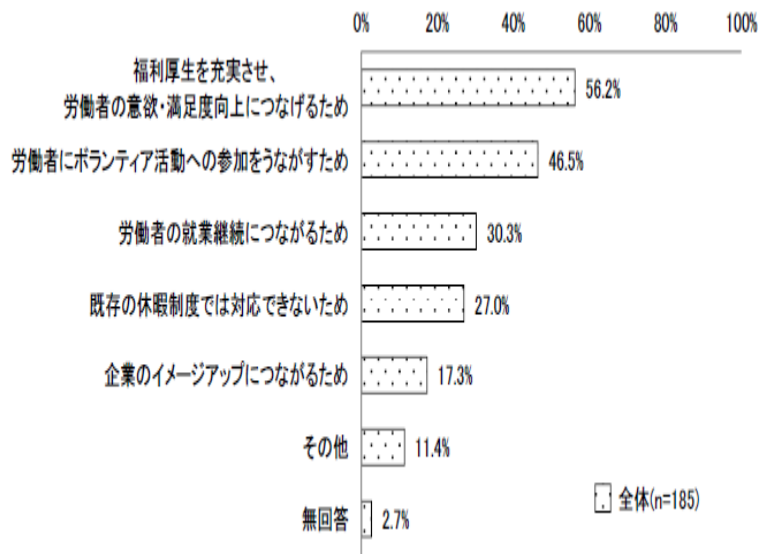 0% 20% 40% 60% 80% 100%
福利厚生を充実させ、
労働者の意欲・満足度向上につなげるため
56.2%
労働者にボランティア活動への参加をうながすため
46.5%
労働者の就業継続につながるため
30.3%
既存の休暇制度では対応できないため
27.0%
企業のイメージアップにつながるため
17.3%
その他
11.4%
無回答
2.7%
全体(n=185)